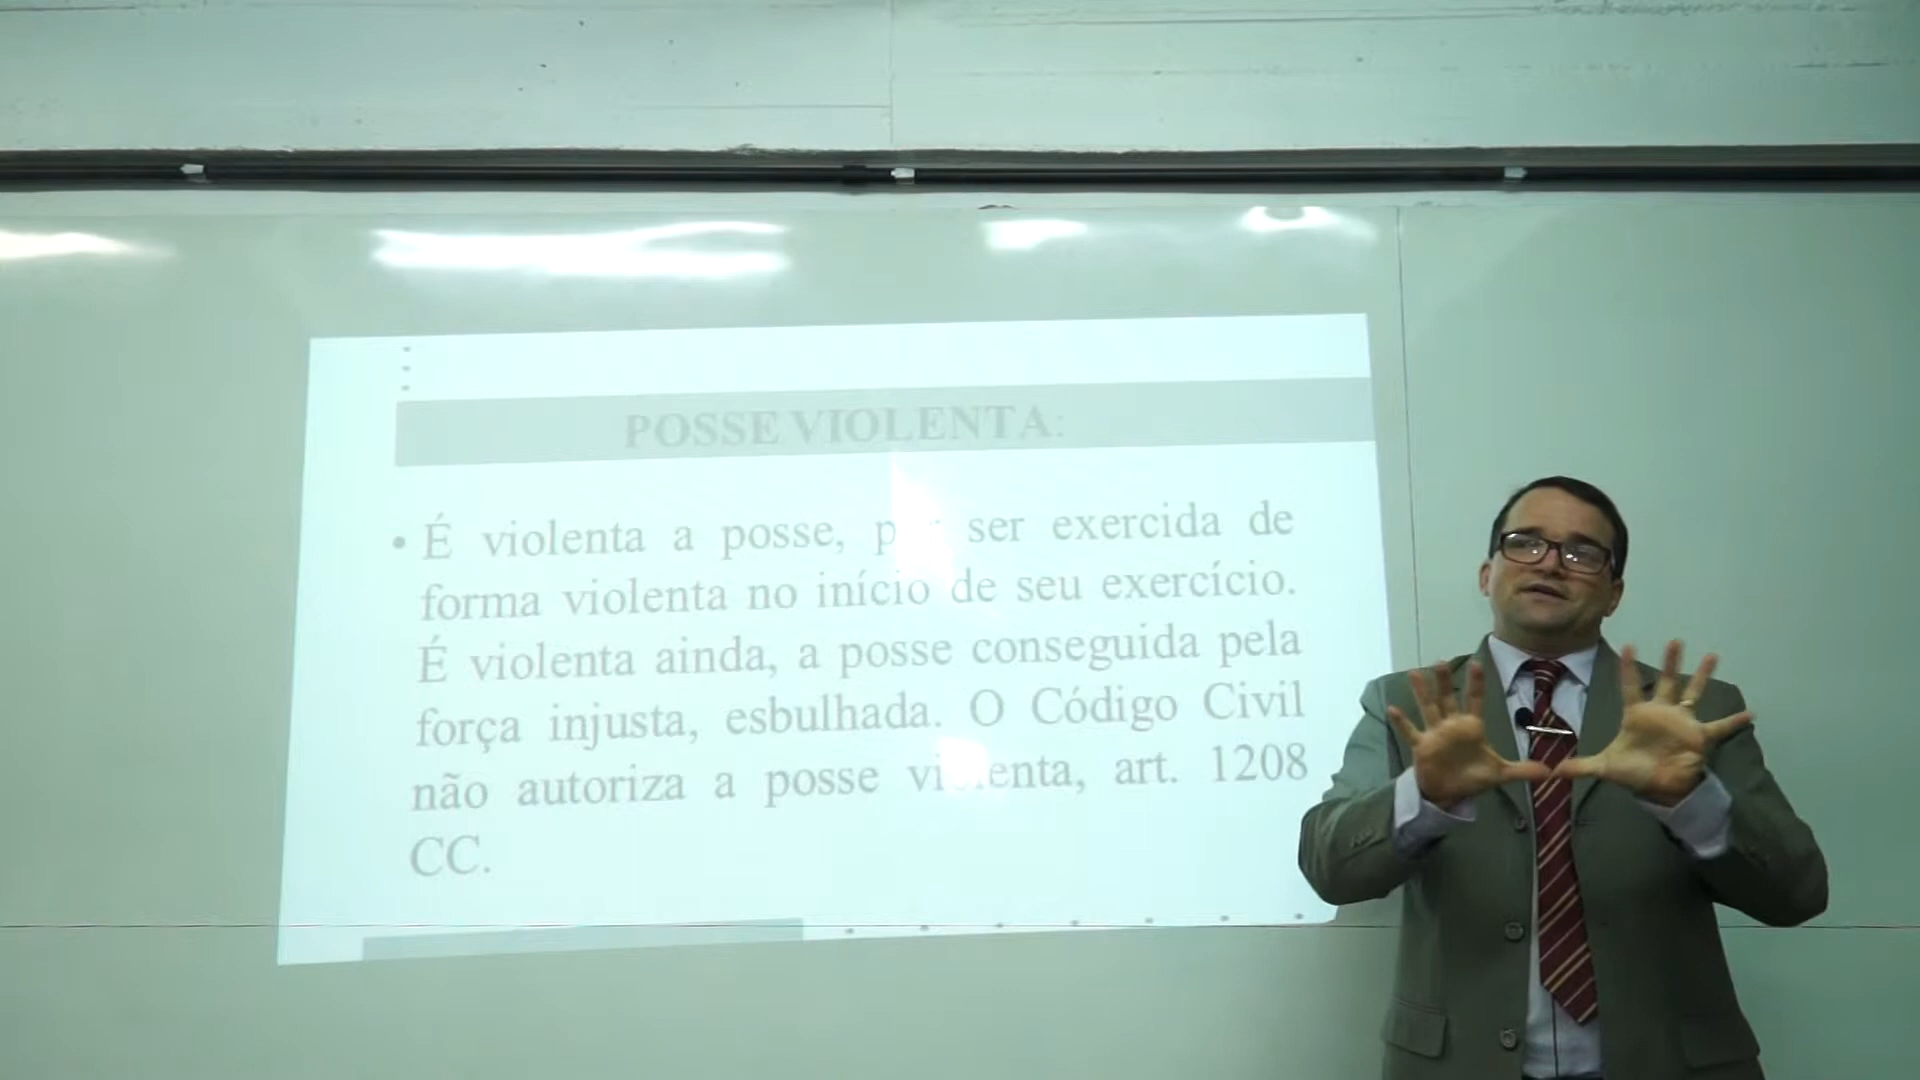 POSSE VIOLENTA:
• É violenta a posse, ser exercida de
forma violenta no início de seu exercício.
É violenta ainda, a posse conseguida pela
força injusta, esbulhada. O Código Civil
não autoriza a posse violenta, art. 1208
CC.